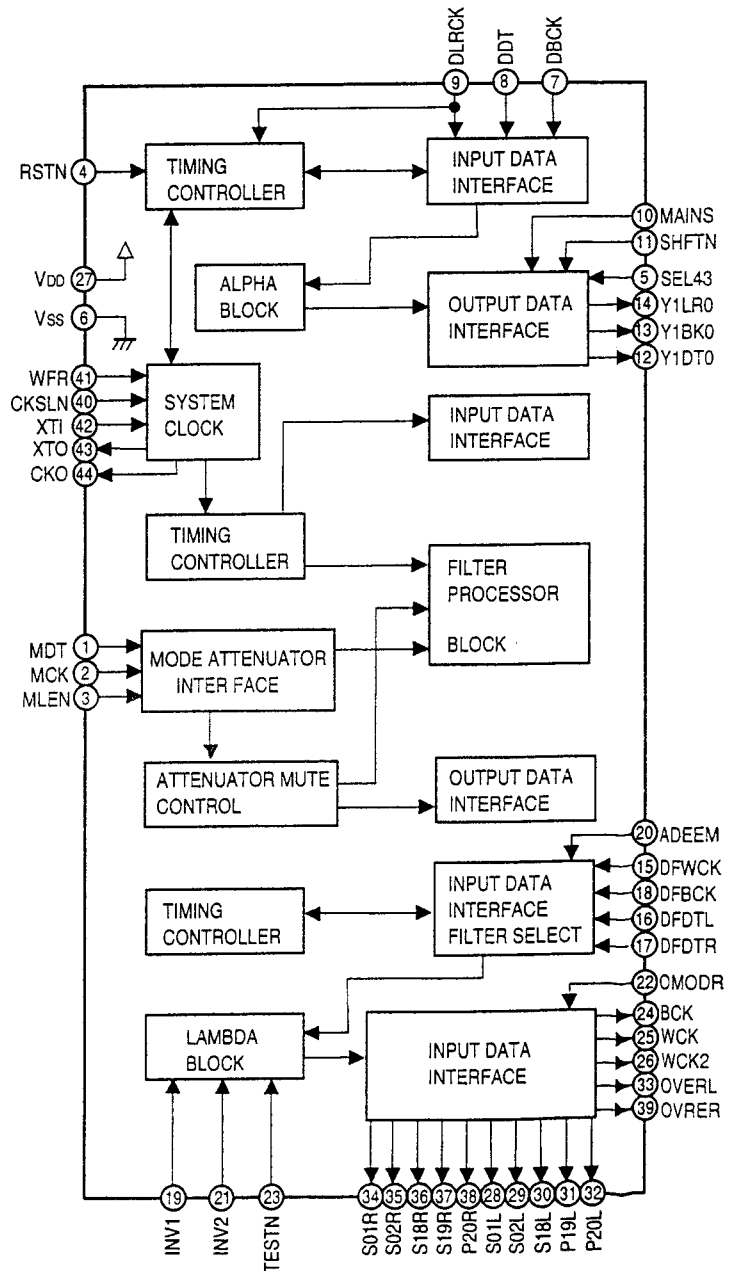 DLRCK
DDT
DBCK
9
8
7
RSTN 4
TIMING
CONTROLLER
INPUT DATA
INTERFACE
10 MAINS
11 SHFTN
5 SEL43
14 Y1LR0
13 Y1BK0
12 Y1DT0
VDD
27
VSS
6
ALPHA
BLOCK
OUTPUT DATA
INTERFACE
WFR 41
CKSLN 40
XTI 42
XTO 43
CKO 44
SYSTEM
CLOCK
INPUT DATA
INTERFACE
TIMING
CONTROLLER
FILTER
PROCESSOR
BLOCK
MDT 1
MCK 2
MLEN 3
MODE ATTENUATOR
INTER FACE
ATTENUATOR MUTE
CONTROL
OUTPUT DATA
INTERFACE
20 ADEEM
15 DFWCK
18 DFBCK
16 DFDTL
17 DFDTR
TIMING
CONTROLLER
INPUT DATA
INTERFACE
FILTER SELECT
22 OMODR
24 BCK
25 WCK
26 WCK2
33 OVERL
39 OVRER
LAMBDA
BLOCK
INPUT DATA
INTERFACE
19
21
23
34
35
36
37
38
28
29
30
31
32
INV1
INV2
TESTN
S01R
S02R
S18R
S19R
P20R
S01L
S02L
S18L
P19L
P20L